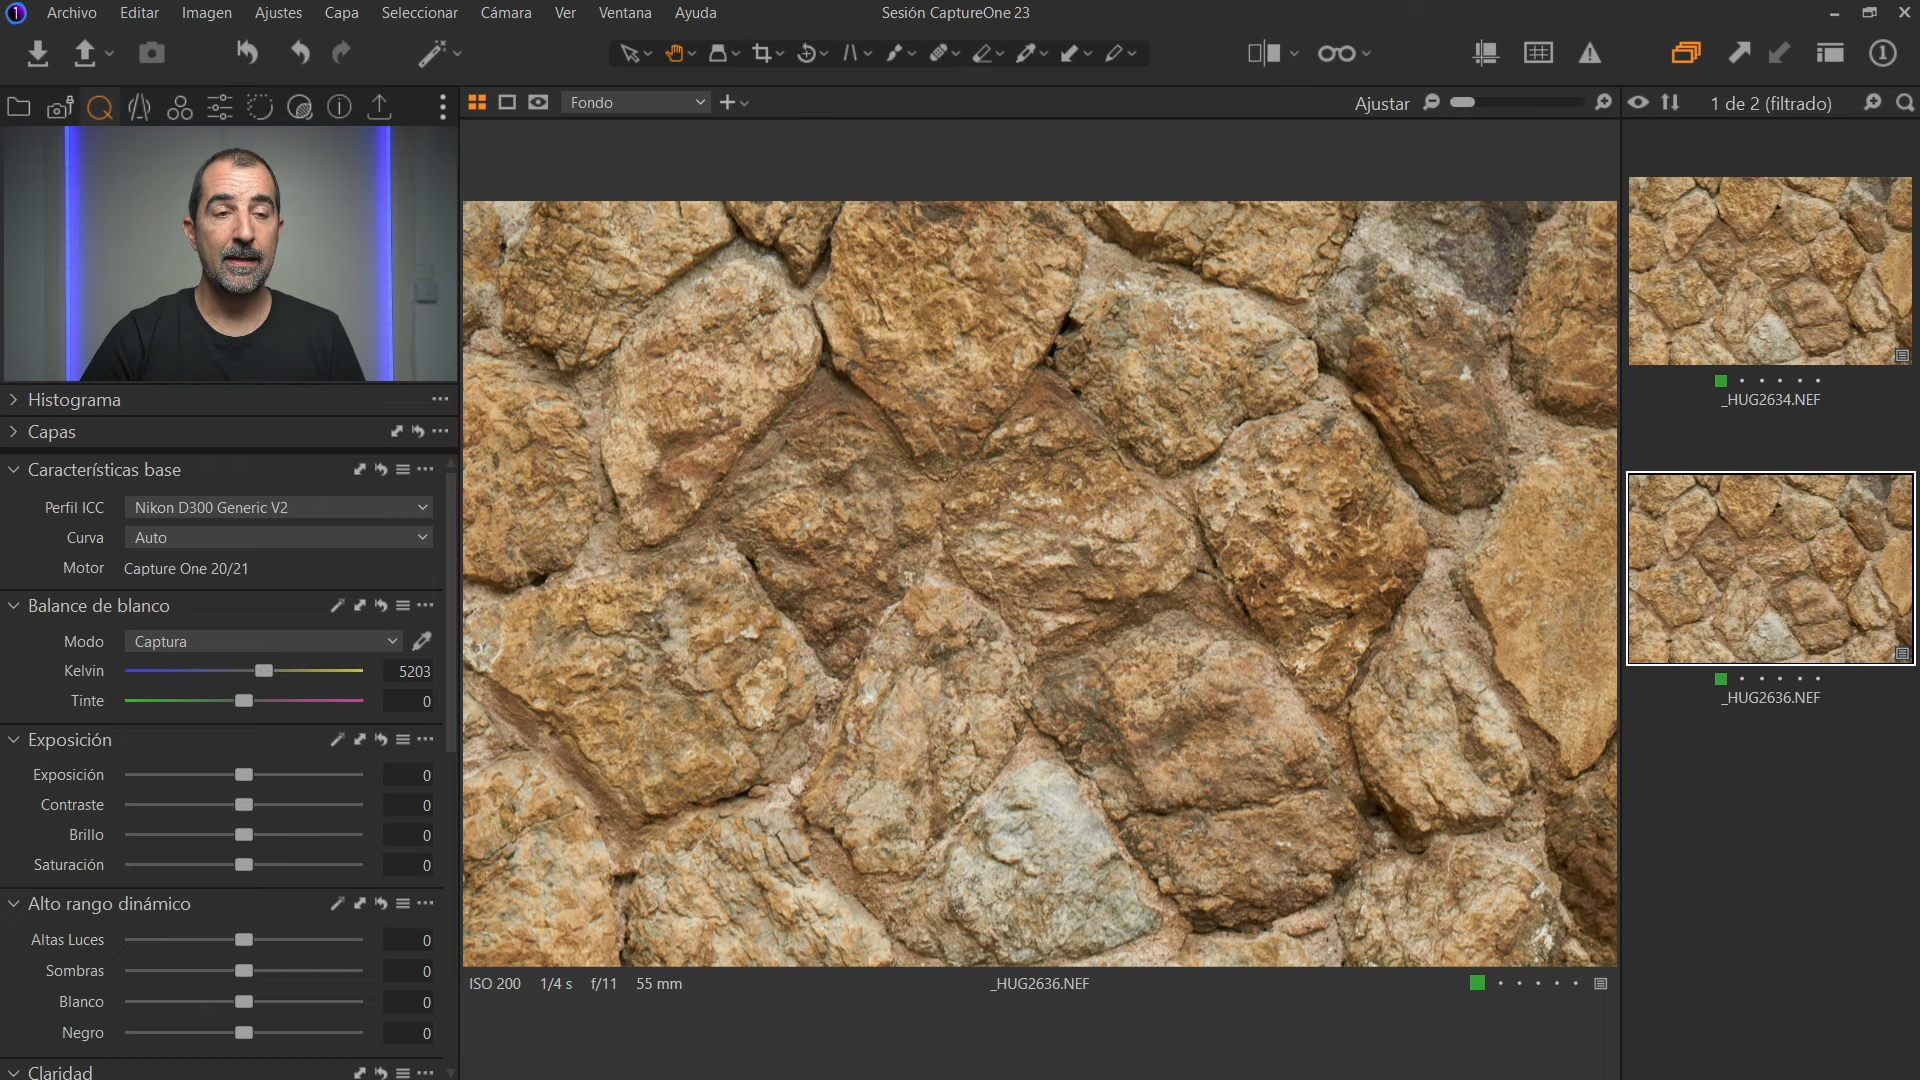 Archivo Editar Imagen Ajustes Capa Seleccionar Cámara Ver Ventana Ayuda Sesión CaptureOne 23
Fondo Ajustar 1 de 2 (filtrado)
Histograma
Capas
Características base
Perfil ICC Nikon D300 Generic V2
Curva Auto
Motor Capture One 20/21
Balance de blanco
Modo Captura
Kelvin 5203
Tinte 0
Exposición
Exposición 0
Contraste 0
Brillo 0
Saturación 0
Alto rango dinámico
Altas Luces 0
Sombras 0
Blanco 0
Negro 0
Claridad
ISO 200 1/4 s f/11 55 mm _HUG2636.NEF
_HUG2634.NEF
_HUG2636.NEF